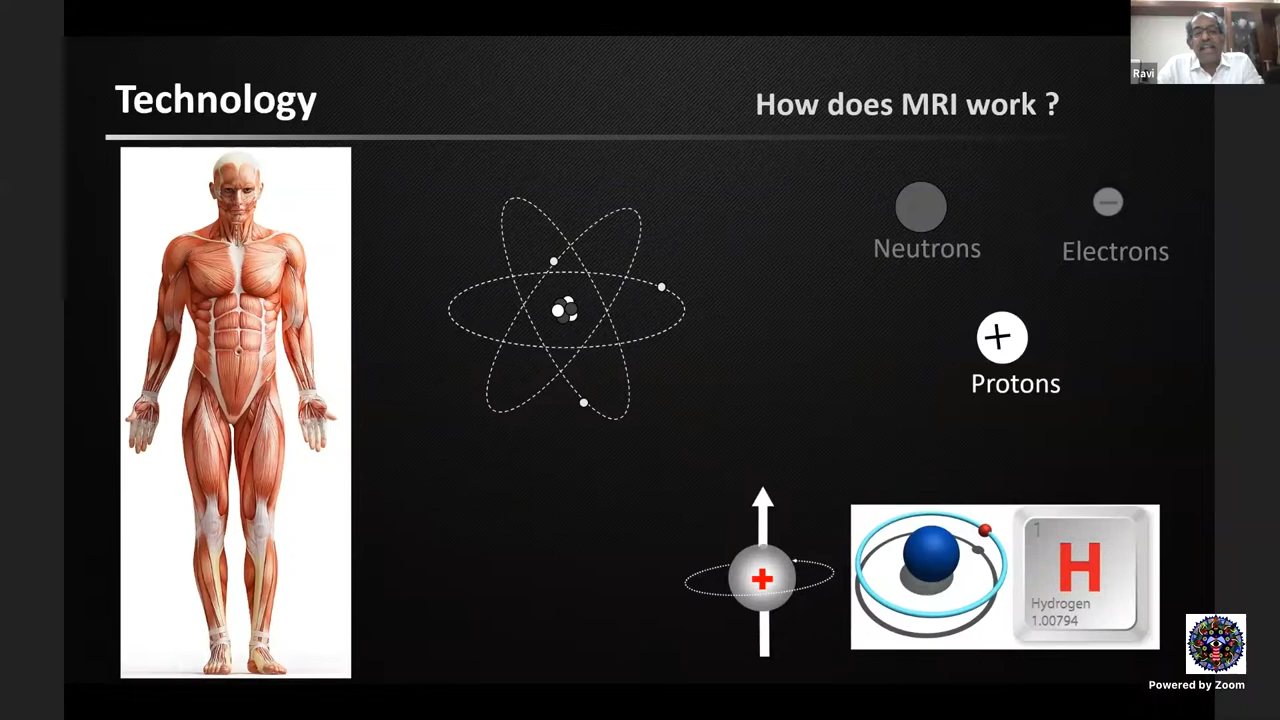 Ravi
Technology
How does MRI work ?
Neutrons
Electrons
+
Protons
+
1
H
Hydrogen
1.00794
Powered by Zoom